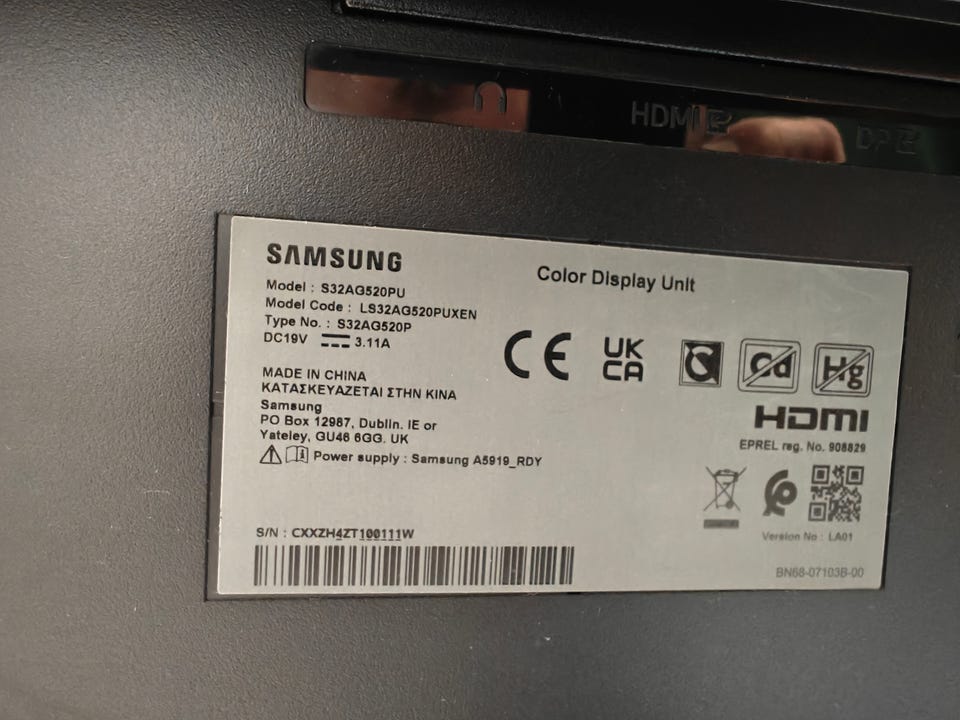 HDMI 2
DP
SAMSUNG
Color Display Unit
Model : S32AG520PU
Model Code : LS32AG520PUXEN
Type No. : S32AG520P
DC19V 3.11A
CE UK CA Cd Hg
MADE IN CHINA
ΚΑΤΑΣΚΕΥΑΖΕΤΑΙ ΣΤΗΝ ΚΙΝΑ
Samsung
PO Box 12987, Dublin. IE or
Yateley, GU46 6GG. UK
Power supply : Samsung A5919_RDY
HDMI
EPREL reg. No. 908829
S/N : CXXZH4ZT100111W
Version No : LA01
BN68-07103B-00